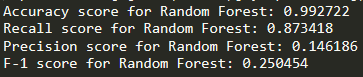 Accuracy score for Random Forest: 0.992722
Recall score for Random Forest: 0.873418
Precision score for Random Forest: 0.146186
F-1 score for Random Forest: 0.250454